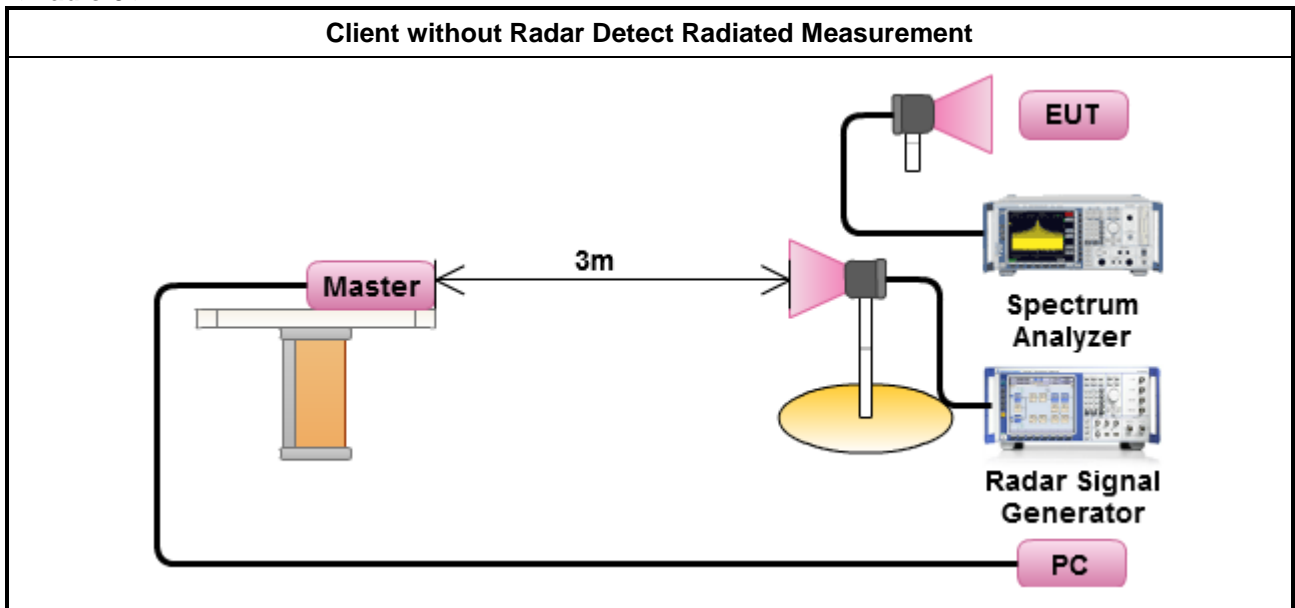 Client without Radar Detect Radiated Measurement
EUT
3m
Master
Spectrum
Analyzer
Radar Signal
Generator
PC